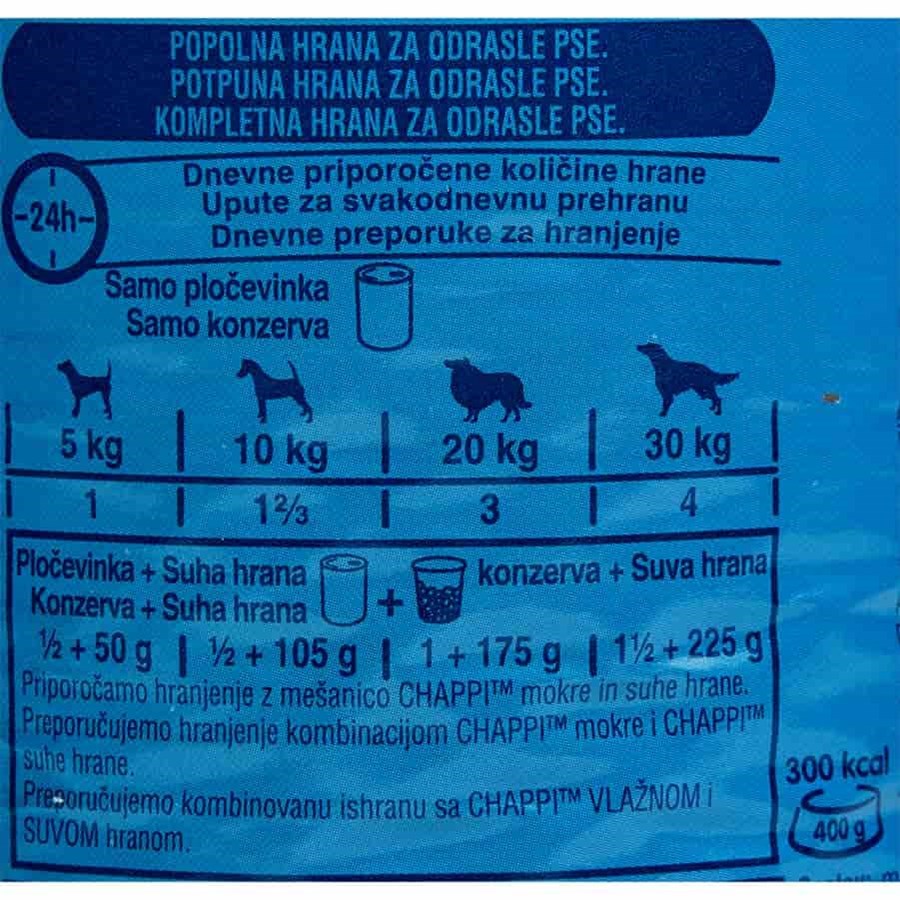 POPOLNA HRANA ZA ODRASLE PSE.
POTPUNA HRANA ZA ODRASLE PSE.
KOMPLETNA HRANA ZA ODRASLE PSE.
Dnevne priporočene količine hrane
Upute za svakodnevnu prehranu
Dnevne preporuke za hranjenje
-24h-
Samo pločevinka
Samo konzerva
5 kg | 10 kg | 20 kg | 30 kg
1 | 1⅔ | 3 | 4
Pločevinka + Suha hrana
Konzerva + Suha hrana
+
konzerva + Suva hrana
½ + 50 g | ½ + 105 g | 1 + 175 g | 1½ + 225 g
Priporočamo hranjenje z mešanico CHAPPI™ mokre in suhe hrane.
Preporučujemo hranjenje kombinacijom CHAPPI™ mokre i CHAPPI™
suhe hrane.
Preporučujemo kombinovanu ishranu sa CHAPPI™ VLAŽNOM i
SUVOM hranom.
300 kcal
400 g